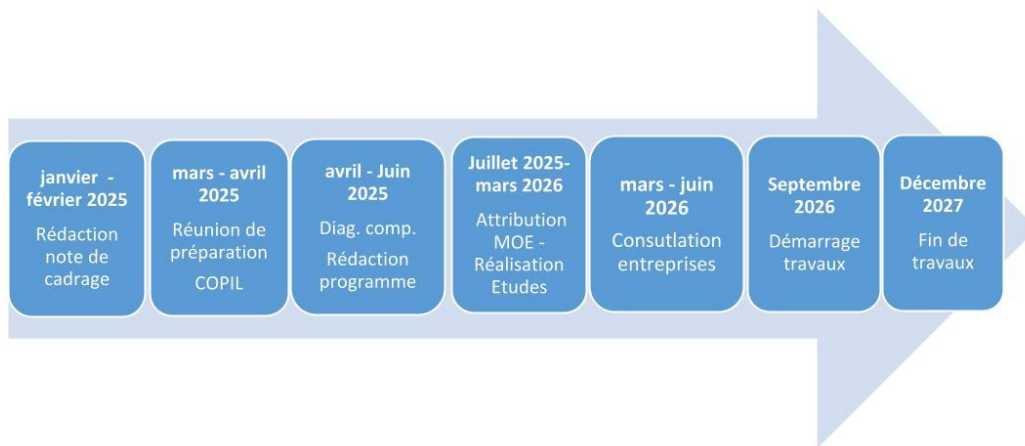 janvier -
février 2025
Rédaction
note de
cadrage
mars - avril
2025
Réunion de
préparation
COPIL
avril - Juin
2025
Diag. comp.
Rédaction
programme
Juillet 2025-
mars 2026
Attribution
MOE -
Réalisation
Etudes
mars - juin
2026
Consutlation
entreprises
Septembre
2026
Démarrage
travaux
Décembre
2027
Fin de
travaux